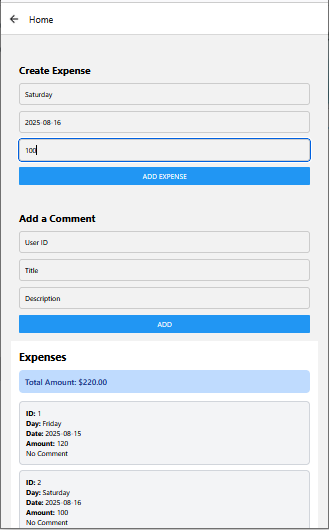 Home
Create Expense
Saturday
2025-08-16
100
ADD EXPENSE
Add a Comment
User ID
Title
Description
ADD
Expenses
Total Amount: $220.00
ID: 1
Day: Friday
Date: 2025-08-15
Amount: 120
No Comment
ID: 2
Day: Saturday
Date: 2025-08-16
Amount: 100
No Comment